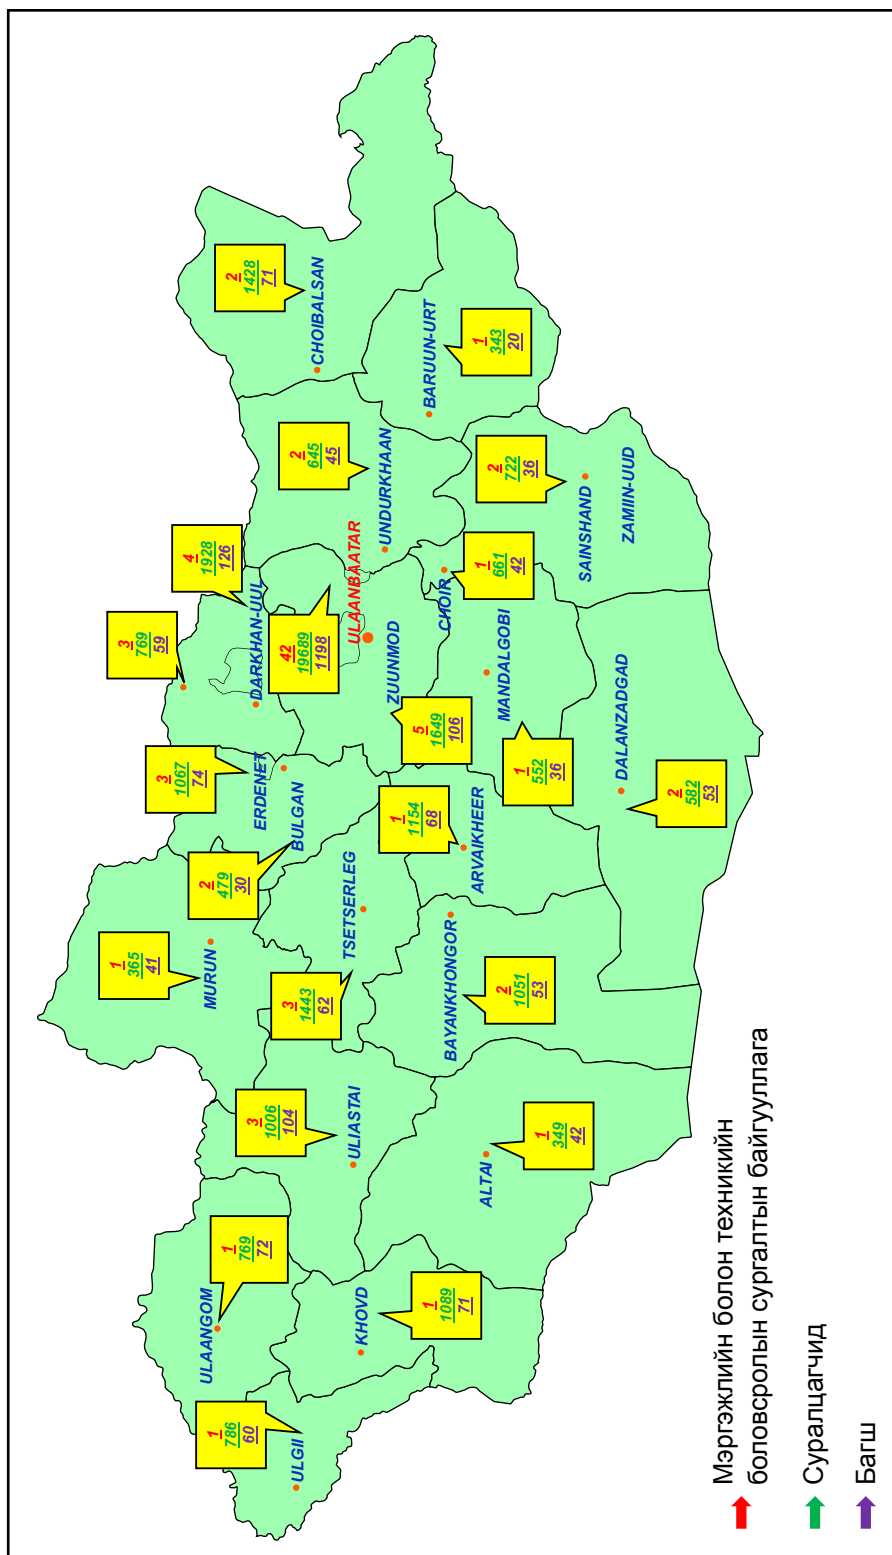 1
786
60
ULGII
1
769
72
ULAANGOM
1
1089
71
KHOVD
3
1006
104
ULIASTAI
1
349
42
ALTAI
1
365
41
MURUN
3
1443
62
TSETSERLEG
2
1051
53
BAYANKHONGOR
2
479
30
BULGAN
3
1067
74
ERDENET
1
1154
68
ARVAIKHEER
3
769
59
4
1928
126
DARKHAN-UUL
42
19689
1198
ULAANBAATAR
5
1649
106
ZUUNMOD
1
552
36
MANDALGOBI
2
582
53
DALANZADGAD
1
661
42
CHOIR
2
645
45
UNDURKHAAN
2
722
36
SAINSHAND
ZAMIIN-UUD
2
1428
71
CHOIBALSAN
1
343
20
BARUUN-URT
Мэргэжлийн болон техникийн
боловсролын сургалтын байгууллага
Суралцагчид
Багш